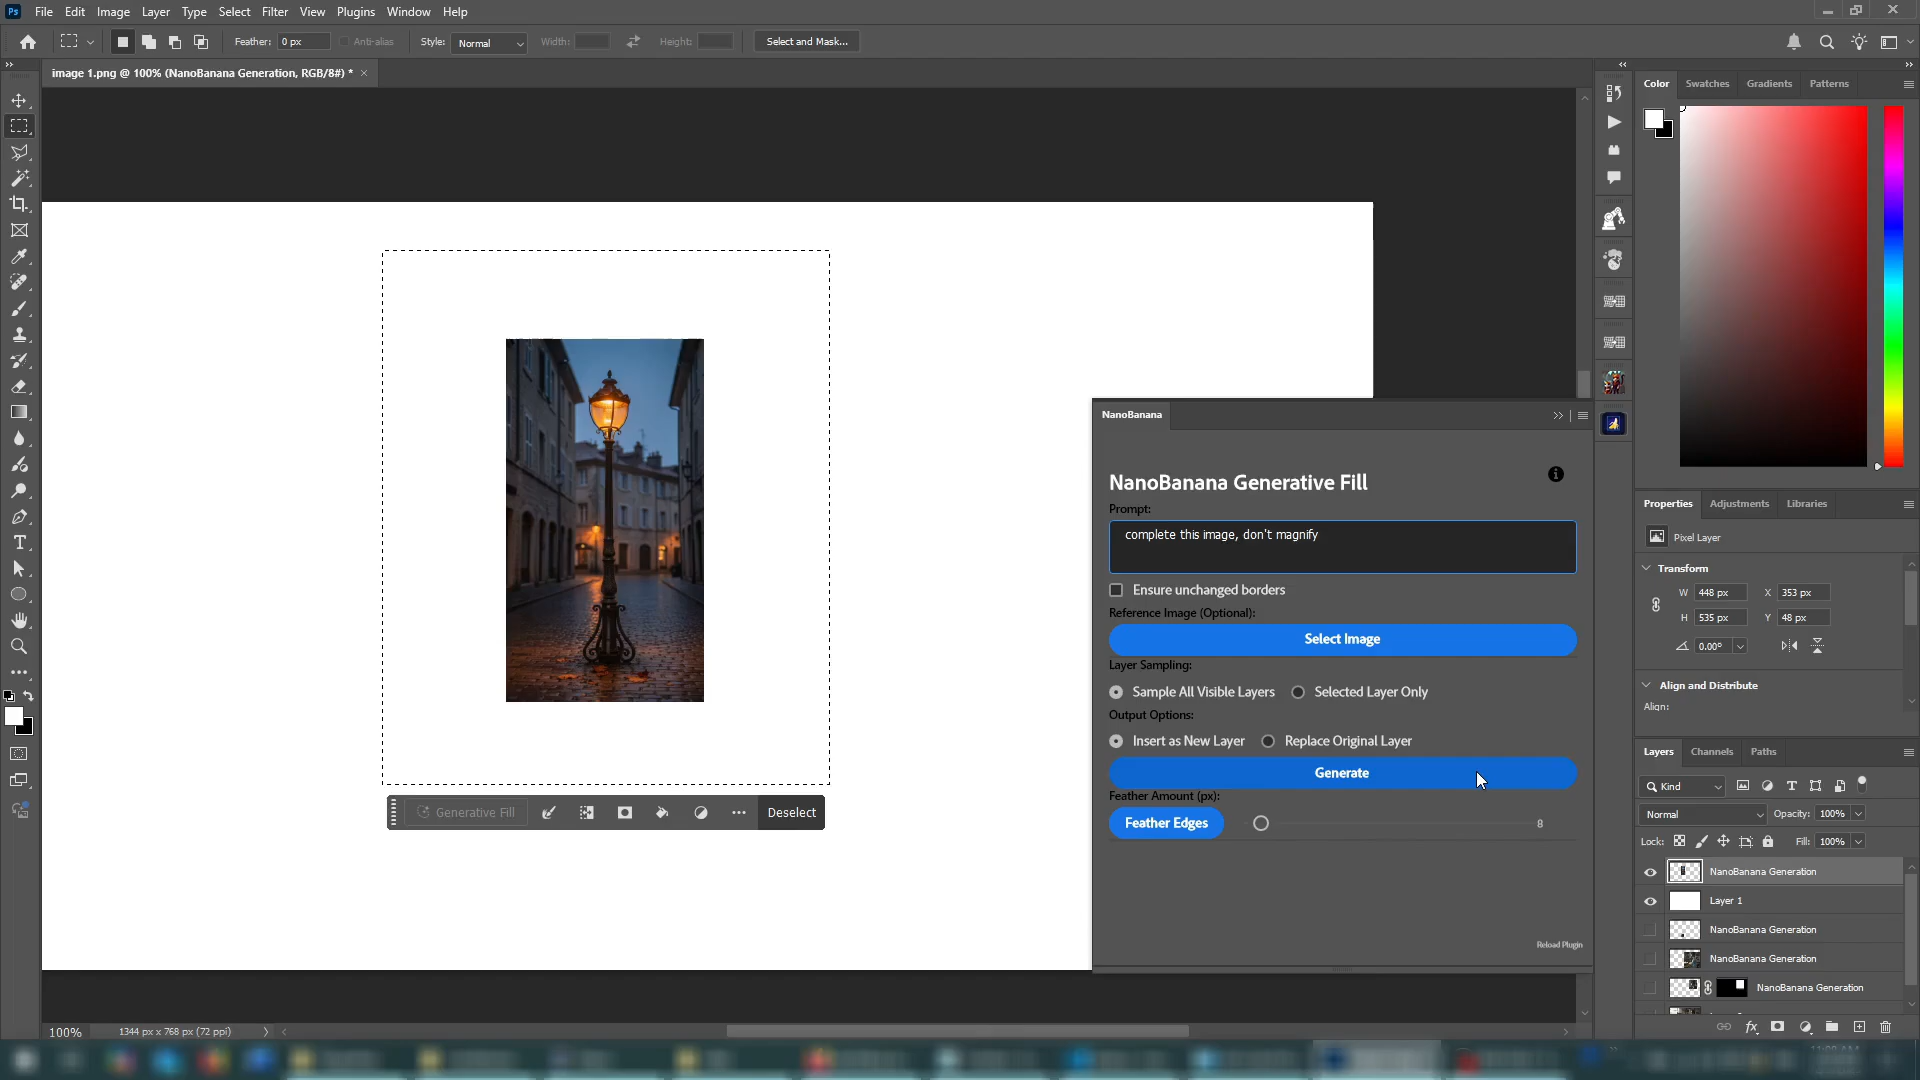 Ps File Edit Image Layer Type Select Filter View Plugins Window Help
Feather: 0 px Anti-alias Style: Normal Width: Height: Select and Mask...
image 1.png @ 100% (NanoBanana Generation, RGB/8#) * ×
Color Swatches Gradients Patterns
NanoBanana
NanoBanana Generative Fill
Prompt:
complete this image, don't magnify
Ensure unchanged borders
Reference Image (Optional):
Select Image
Layer Sampling:
Sample All Visible Layers Selected Layer Only
Output Options:
Insert as New Layer Replace Original Layer
Generate
Feather Amount (px):
Feather Edges 8
Reload Plugin
Generative Fill Deselect
Properties Adjustments Libraries
Pixel Layer
Transform
W 448 px X 353 px
H 535 px Y 48 px
0.00°
Align and Distribute
Align:
Layers Channels Paths
Kind
Normal Opacity: 100%
Lock: Fill: 100%
NanoBanana Generation
Layer 1
NanoBanana Generation
NanoBanana Generation
NanoBanana Generation
100% 1344 px x 768 px (72 ppi)